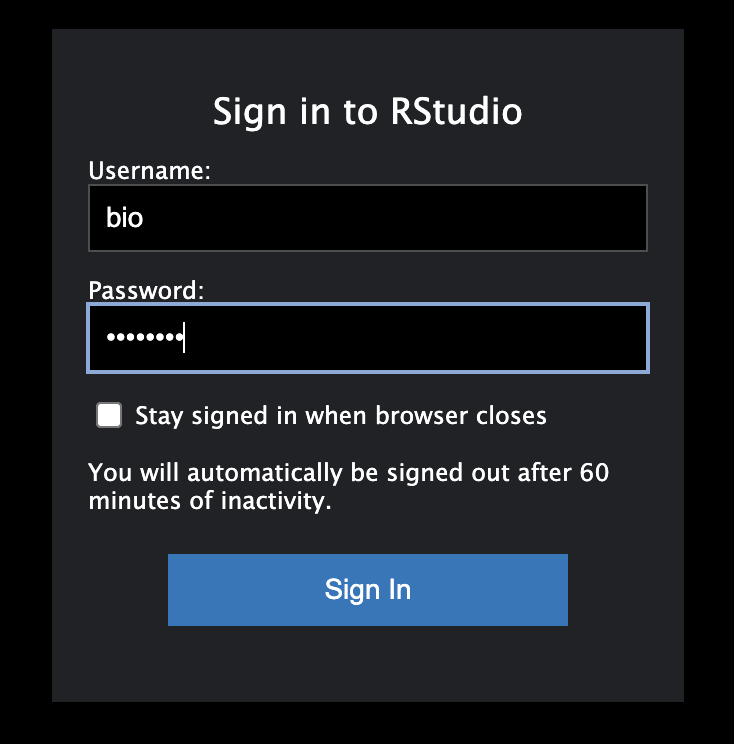 Sign in to RStudio
Username:
bio
Password:
••••••••
Stay signed in when browser closes
You will automatically be signed out after 60
minutes of inactivity.
Sign In